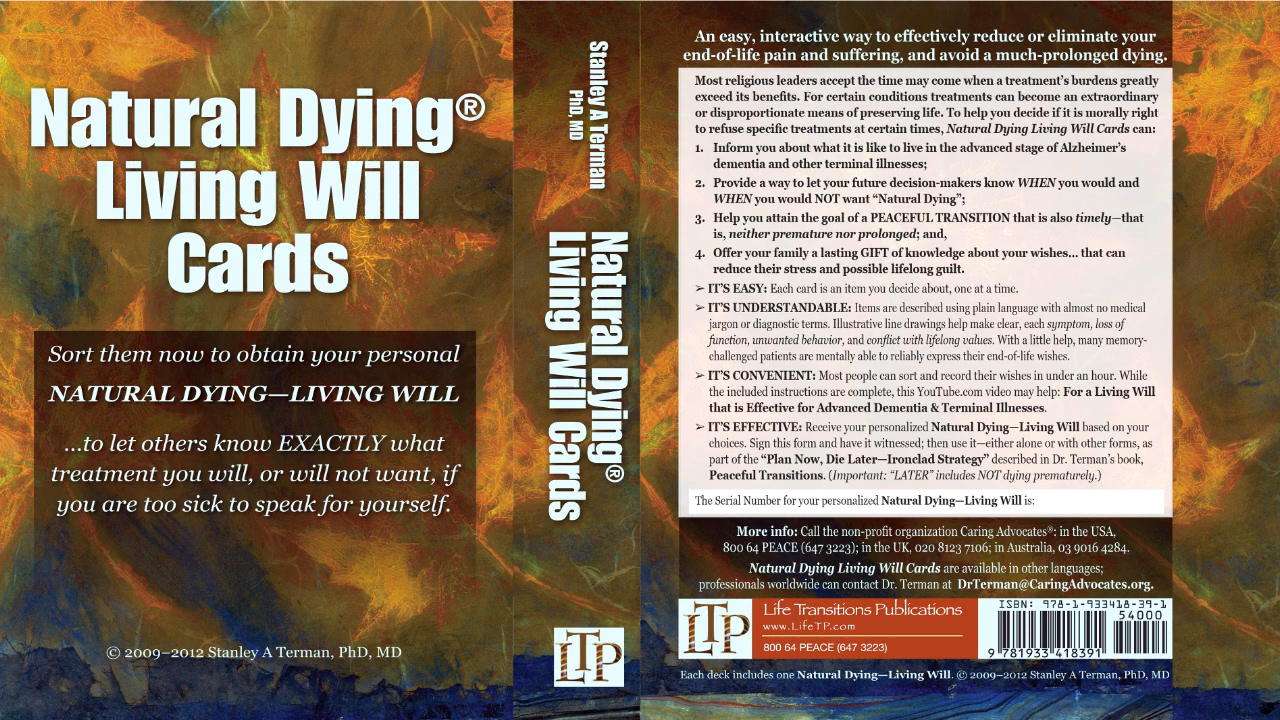 Natural Dying®
Living Will
Cards
Sort them now to obtain your personal
NATURAL DYING—LIVING WILL
...to let others know EXACTLY what
treatment you will, or will not want, if
you are too sick to speak for yourself.
© 2009–2012 Stanley A Terman, PhD, MD
Stanley A Terman
PhD, MD
Natural Dying®
Living Will Cards
LTP
An easy, interactive way to effectively reduce or eliminate your
end-of-life pain and suffering, and avoid a much-prolonged dying.
Most religious leaders accept the time may come when a treatment's burdens greatly
exceed its benefits. For certain conditions treatments can become an extraordinary
or disproportionate means of preserving life. To help you decide if it is morally right
to refuse specific treatments at certain times, Natural Dying Living Will Cards can:
1. Inform you about what it is like to live in the advanced stage of Alzheimer's
dementia and other terminal illnesses;
2. Provide a way to let your future decision-makers know WHEN you would and
WHEN you would NOT want “Natural Dying”;
3. Help you attain the goal of a PEACEFUL TRANSITION that is also timely—that
is, neither premature nor prolonged; and,
4. Offer your family a lasting GIFT of knowledge about your wishes... that can
reduce their stress and possible lifelong guilt.
➢ IT'S EASY: Each card is an item you decide about, one at a time.
➢ IT'S UNDERSTANDABLE: Items are described using plain language with almost no medical
jargon or diagnostic terms. Illustrative line drawings help make clear, each symptom, loss of
function, unwanted behavior, and conflict with lifelong values. With a little help, many memory-
challenged patients are mentally able to reliably express their end-of-life wishes.
➢ IT'S CONVENIENT: Most people can sort and record their wishes in under an hour. While
the included instructions are complete, this YouTube.com video may help: For a Living Will
that is Effective for Advanced Dementia & Terminal Illnesses.
➢ IT'S EFFECTIVE: Receive your personalized Natural Dying—Living Will based on your
choices. Sign this form and have it witnessed; then use it—either alone or with other forms, as
part of the “Plan Now, Die Later—Ironclad Strategy” described in Dr. Terman's book,
Peaceful Transitions. (Important: “LATER” includes NOT dying prematurely.)
The Serial Number for your personalized Natural Dying—Living Will is:
More info: Call the non-profit organization Caring Advocates®: in the USA,
800 64 PEACE (647 3223); in the UK, 020 8123 7106; in Australia, 03 9016 4284.
Natural Dying Living Will Cards are available in other languages;
professionals worldwide can contact Dr. Terman at DrTerman@CaringAdvocates.org.
LTP
Life Transitions Publications
www.LifeTP.com
800 64 PEACE (647 3223)
ISBN: 978-1-933418-39-1
54000
9 781933 418391
Each deck includes one Natural Dying—Living Will. © 2009–2012 Stanley A Terman, PhD, MD